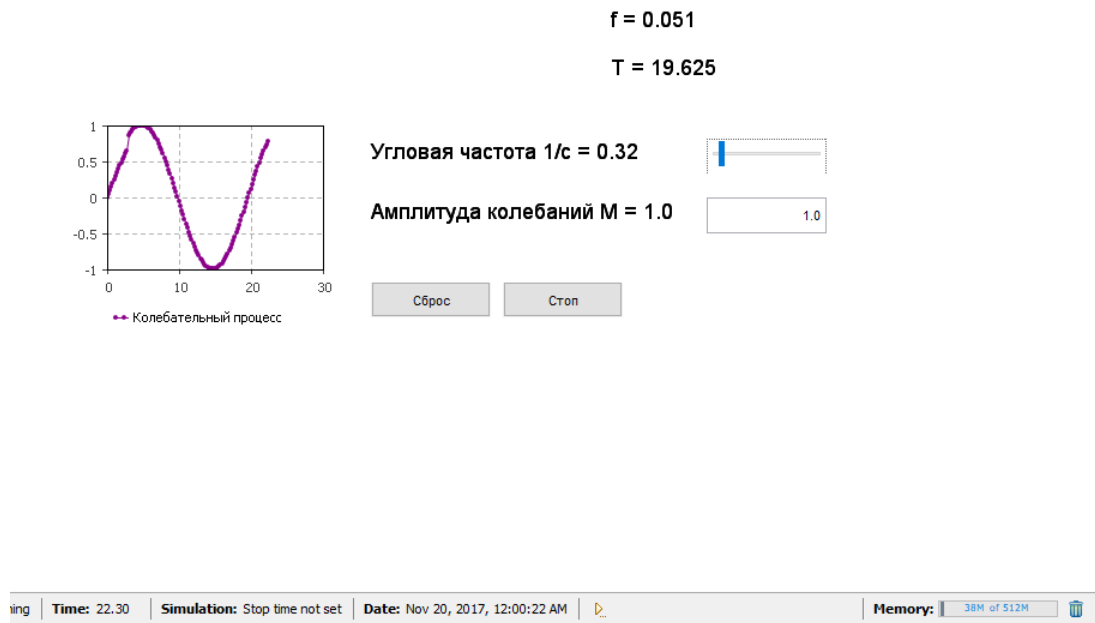 f = 0.051
T = 19.625
1
0.5
0
-0.5
-1
0 10 20 30
Колебательный процесс
Угловая частота 1/с = 0.32
Амплитуда колебаний М = 1.0
1.0
Сброс Стоп
ning Time: 22.30 Simulation: Stop time not set Date: Nov 20, 2017, 12:00:22 AM Memory: 38M of 512M